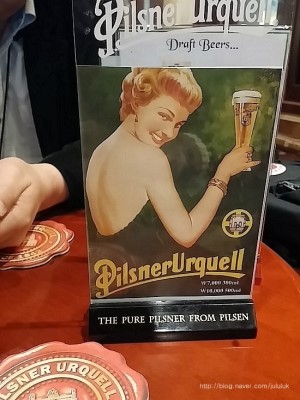 Pilsner Urquell
Draft Beers...
Pilsner Urquell
₩7,000 300ml
₩10,000 500ml
THE PURE PILSNER FROM PILSEN
LSNER URQUELL
http://blog.naver.com/jululuk